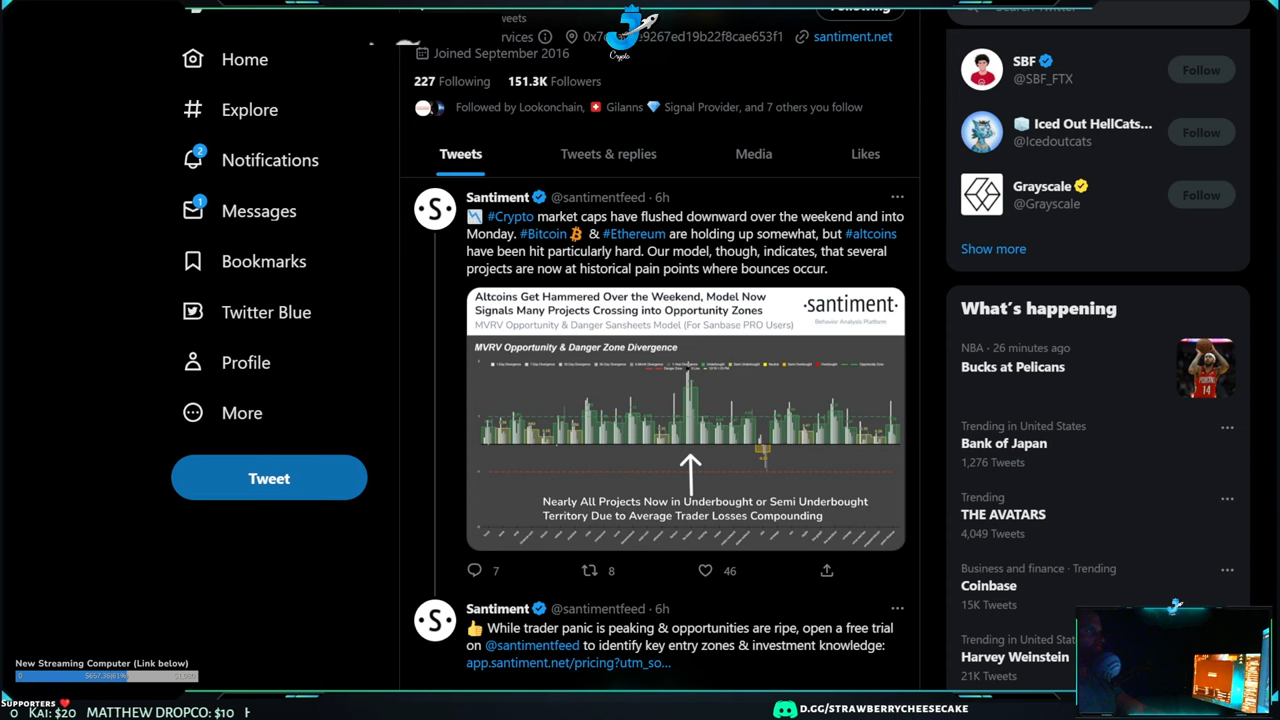 Home
Explore
2
Notifications
1
Messages
Bookmarks
Twitter Blue
Profile
More
Tweet
New Streaming Computer (Link below)
SUPPORTERS
KAI: $20 MATTHEW DROPCO: $10
Crypto
Following
santiment.net
Joined September 2016
227 Following 151.3K Followers
Followed by Lookonchain, 🇨🇭 Gilanns 💎 Signal Provider, and 7 others you follow
Tweets Tweets & replies Media Likes
Santiment @santimentfeed · 6h
📉 #Crypto market caps have flushed downward over the weekend and into
Monday. #Bitcoin & #Ethereum are holding up somewhat, but #altcoins
have been hit particularly hard. Our model, though, indicates, that several
projects are now at historical pain points where bounces occur.
Altcoins Get Hammered Over the Weekend, Model Now
Signals Many Projects Crossing into Opportunity Zones
MVRV Opportunity & Danger Sansheets Model (For Sanbase PRO Users)
·santiment·
Behavior Analysis Platform
MVRV Opportunity & Danger Zone Divergence
Nearly All Projects Now in Underbought or Semi Underbought
Territory Due to Average Trader Losses Compounding
7 8 46
Santiment @santimentfeed · 6h
👍 While trader panic is peaking & opportunities are ripe, open a free trial
on @santimentfeed to identify key entry zones & investment knowledge:
app.santiment.net/pricing?utm_so...
Search Twitter
SBF
@SBF_FTX
Follow
Iced Out HellCats...
@Icedoutcats
Follow
Grayscale
@Grayscale
Follow
Show more
What's happening
NBA · 26 minutes ago
Bucks at Pelicans
Trending in United States
Bank of Japan
1,276 Tweets
Trending
THE AVATARS
4,049 Tweets
Business and finance · Trending
Coinbase
15K Tweets
Trending in United States
Harvey Weinstein
21K Tweets
D.GG/STRAWBERRYCHEESECAKE